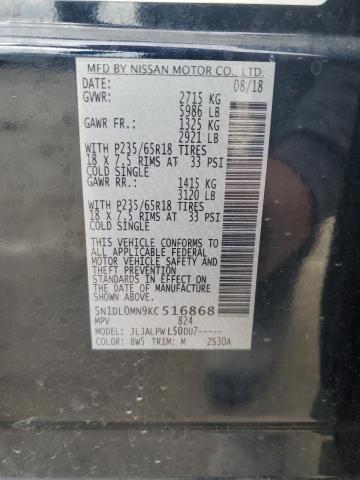 MFD BY NISSAN MOTOR CO., LTD.
DATE: 08/18
GVWR: 2715 KG
5986 LB
GAWR FR.: 1325 KG
2921 LB
WITH P235/65R18 TIRES
18 X 7.5 RIMS AT 33 PSI
COLD SINGLE
GAWR RR.: 1415 KG
3120 LB
WITH P235/65R18 TIRES
18 X 7.5 RIMS AT 33 PSI
COLD SINGLE
THIS VEHICLE CONFORMS TO
ALL APPLICABLE FEDERAL
MOTOR VEHICLE SAFETY AND
THEFT PREVENTION
STANDARDS IN EFFECT ON
THE DATE OF MANUFACTURE
SHOWN ABOVE.
5N1DL0MN9KC516868
MPV 824
MODEL: JLJALPWL50DU7-----
COLOR: BW5 TRIM: M ZS30A